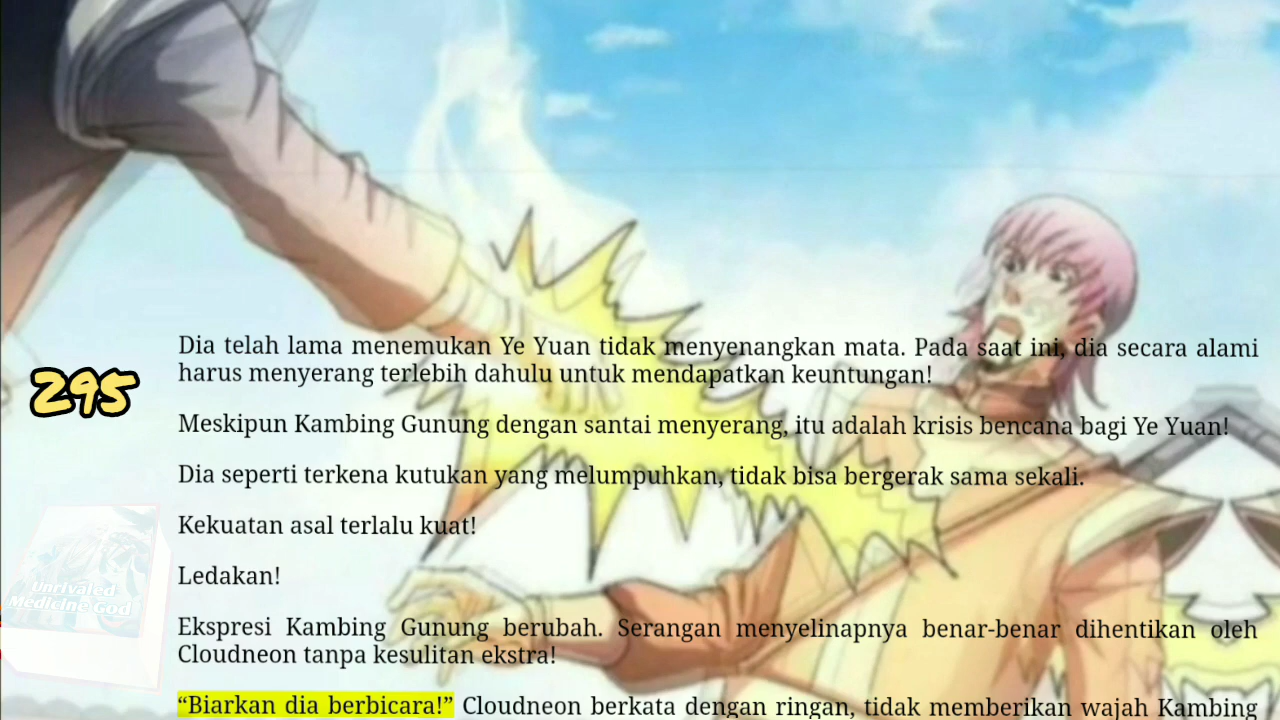 Dia telah lama menemukan Ye Yuan tidak menyenangkan mata. Pada saat ini, dia secara alami
harus menyerang terlebih dahulu untuk mendapatkan keuntungan!
295
Meskipun Kambing Gunung dengan santai menyerang, itu adalah krisis bencana bagi Ye Yuan!
Dia seperti terkena kutukan yang melumpuhkan, tidak bisa bergerak sama sekali.
Kekuatan asal terlalu kuat!
Ledakan!
Unrivaled
Medicine God
Ekspresi Kambing Gunung berubah. Serangan menyelinapnya benar-benar dihentikan oleh
Cloudneon tanpa kesulitan ekstra!
“Biarkan dia berbicara!” Cloudneon berkata dengan ringan, tidak memberikan wajah Kambing